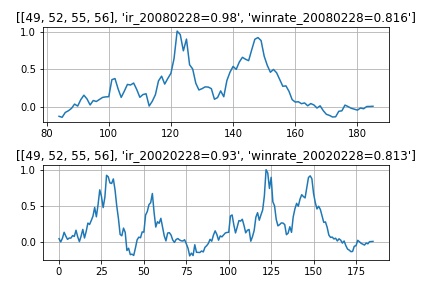 [[49, 52, 55, 56], 'ir_20080228=0.98', 'winrate_20080228=0.816']
1.0
0.5
0.0
80 100 120 140 160 180
[[49, 52, 55, 56], 'ir_20020228=0.93', 'winrate_20020228=0.813']
1.0
0.5
0.0
0 25 50 75 100 125 150 175